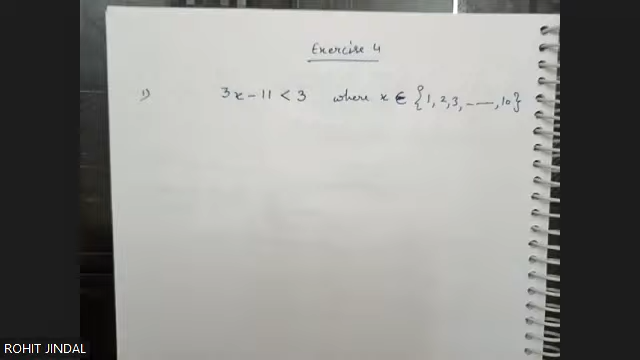 Exercise 4
1) 3x - 11 < 3 where x ∈ {1, 2, 3, -----, 10}
ROHIT JINDAL